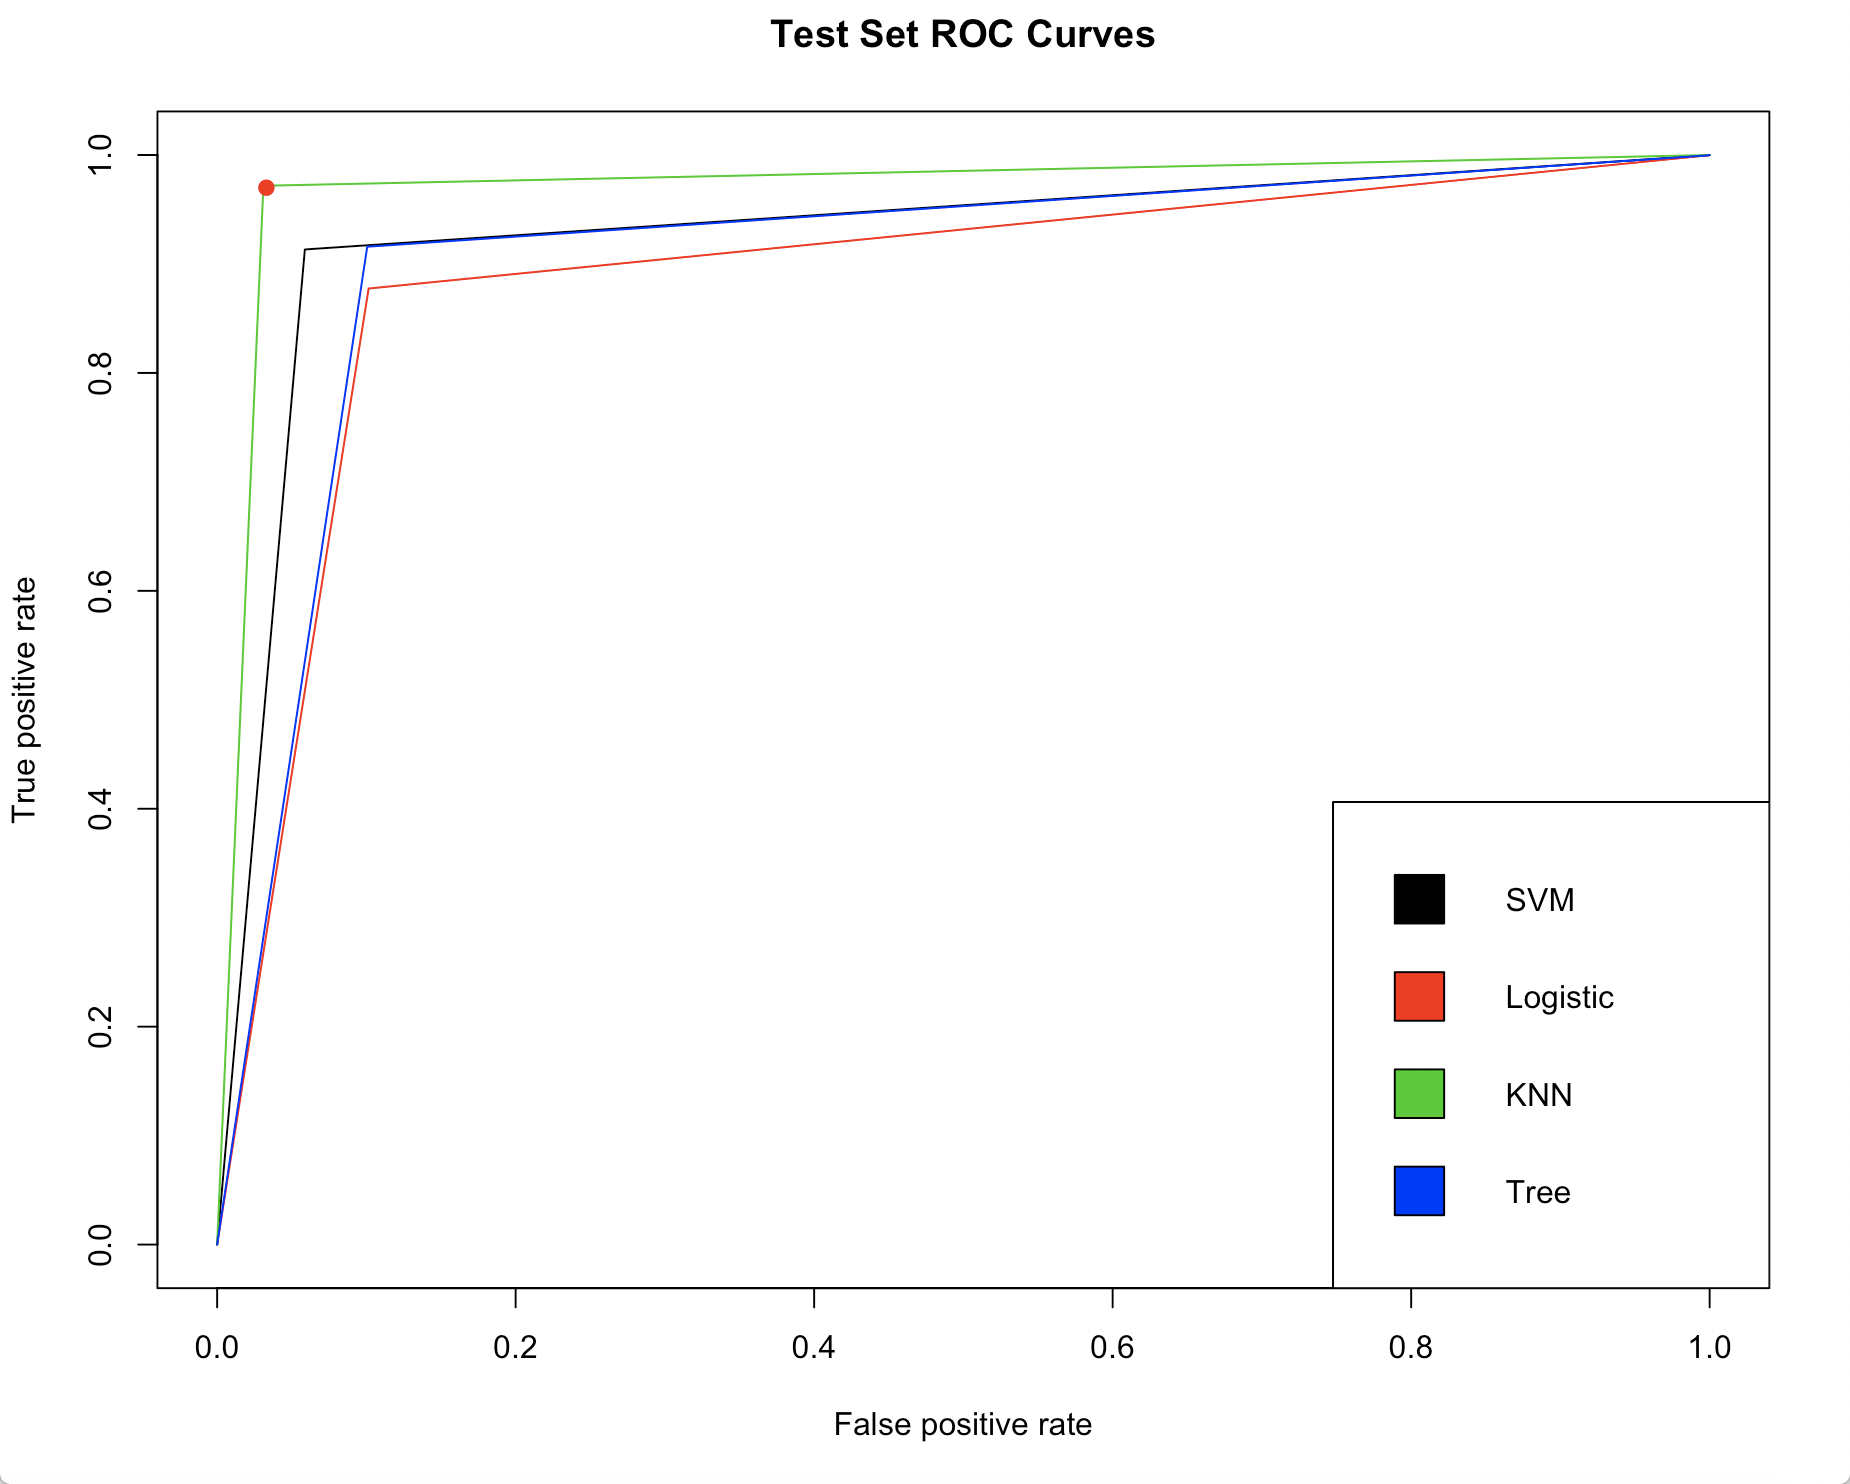 Test Set ROC Curves
True positive rate
1.0
0.8
0.6
0.4
0.2
0.0
SVM
Logistic
KNN
Tree
0.0 0.2 0.4 0.6 0.8 1.0
False positive rate